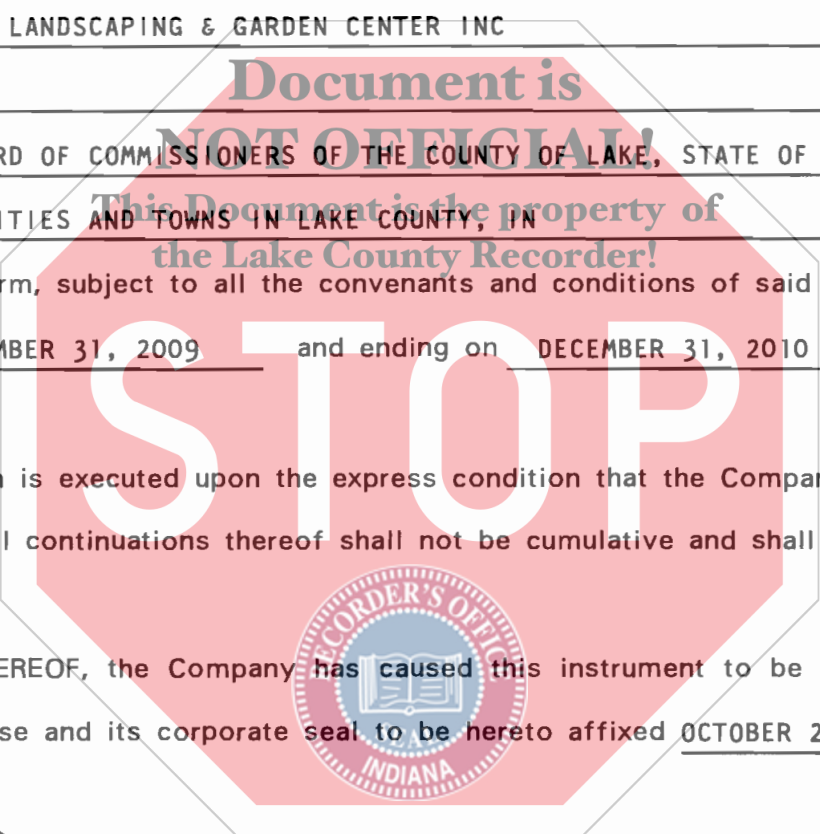 LANDSCAPING & GARDEN CENTER INC
Document is
NOT OFFICIAL!
RD OF COMMISSIONERS OF THE COUNTY OF LAKE, STATE OF
This Document is the property of
ITIES AND TOWNS IN LAKE COUNTY, IN
the Lake County Recorder!
rm, subject to all the convenants and conditions of said
MBER 31, 2009 and ending on DECEMBER 31, 2010
STOP
n is executed upon the express condition that the Compan
l continuations thereof shall not be cumulative and shall
RECORDER'S OFFICE
EREOF, the Company has caused this instrument to be
se and its corporate seal to be hereto affixed OCTOBER 2
INDIANA